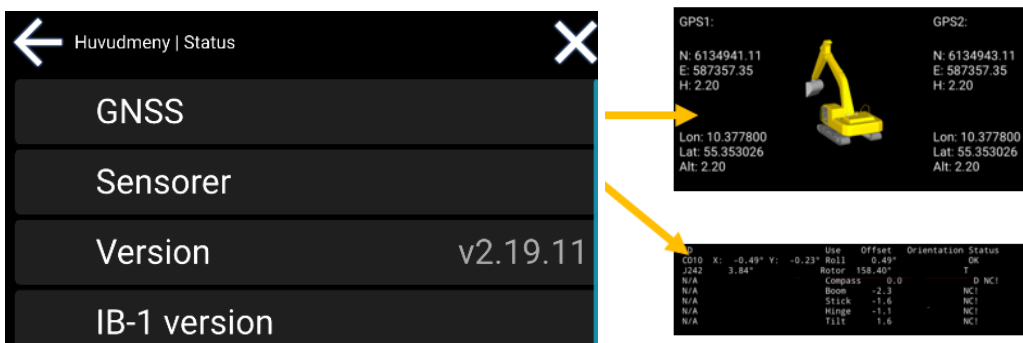 Huvudmeny | Status
GNSS
Sensorer
Version v2.19.11
IB-1 version
GPS1:
N: 6134941.11
E: 587357.35
H: 2.20
Lon: 10.377800
Lat: 55.353026
Alt: 2.20
GPS2:
N: 6134943.11
E: 587357.35
H: 2.20
Lon: 10.377800
Lat: 55.353026
Alt: 2.20
Use Offset Orientation Status
CD10 X: -0.49° Y: -0.23° Roll 0.49° OK
J242 3.84° Rotor 158.40° T
N/A Compass 0.0 D NC!
N/A Boom -2.3 NC!
N/A Stick -1.6 NC!
N/A Hinge -1.1 NC!
N/A Tilt 1.6 NC!